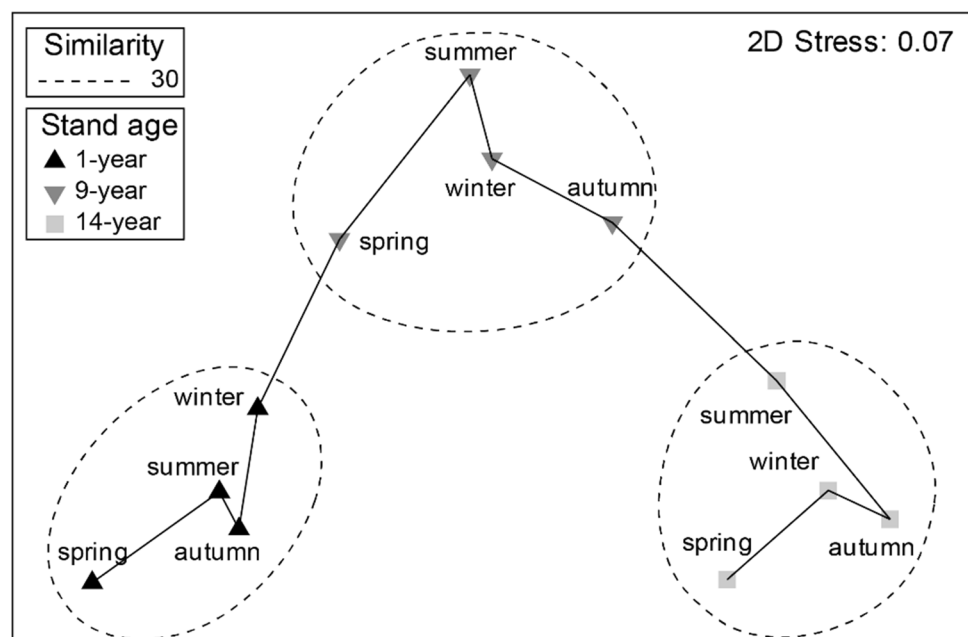 Similarity
30
Stand age
1-year
9-year
14-year
2D Stress: 0.07
summer
winter
autumn
spring
winter
summer
spring
autumn
summer
winter
spring
autumn